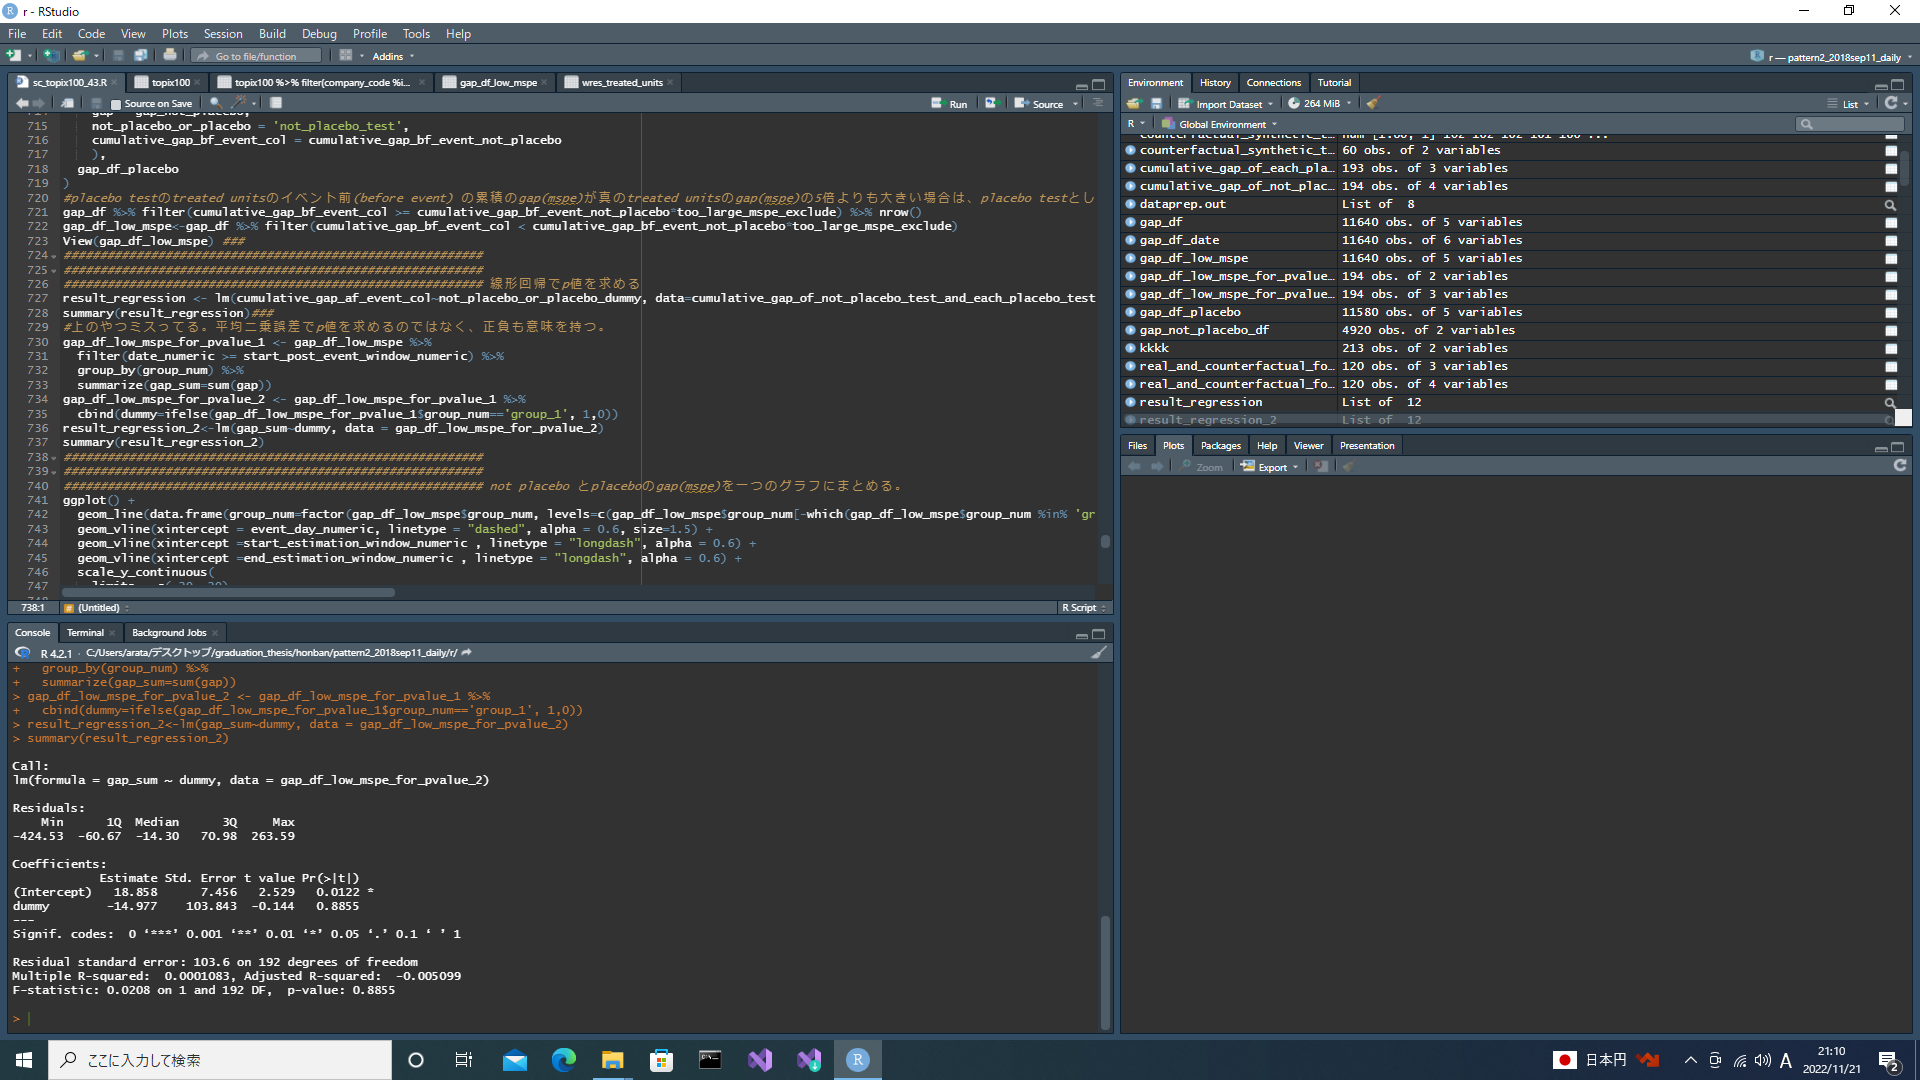 r - RStudio
File Edit Code View Plots Session Build Debug Profile Tools Help
Go to file/function Addins
r — pattern2_2018sep11_daily
sc_topix100_43.R topix100 topix100 %>% filter(company_code %i... gap_df_low_mspe wres_treated_units
Source on Save Run Source
715 not_placebo_or_placebo = 'not_placebo_test',
716 cumulative_gap_bf_event_col = cumulative_gap_bf_event_not_placebo
717 ),
718 gap_df_placebo
719 )
720 #placebo testのtreated unitsのイベント前(before event) の累積のgap(mspe)が真のtreated unitsのgap(mspe)の5倍よりも大きい場合は、placebo testとし
721 gap_df %>% filter(cumulative_gap_bf_event_col >= cumulative_gap_bf_event_not_placebo*too_large_mspe_exclude) %>% nrow()
722 gap_df_low_mspe<-gap_df %>% filter(cumulative_gap_bf_event_col < cumulative_gap_bf_event_not_placebo*too_large_mspe_exclude)
723 View(gap_df_low_mspe) ###
724 ##########################################################
725 ##########################################################
726 ########################################################## 線形回帰でp値を求める
727 result_regression <- lm(cumulative_gap_af_event_col~not_placebo_or_placebo_dummy, data=cumulative_gap_of_not_placebo_test_and_each_placebo_test
728 summary(result_regression)###
729 #上のやつミスってる。平均二乗誤差でp値を求めるのではなく、正負も意味を持つ。
730 gap_df_low_mspe_for_pvalue_1 <- gap_df_low_mspe %>%
731 filter(date_numeric >= start_post_event_window_numeric) %>%
732 group_by(group_num) %>%
733 summarize(gap_sum=sum(gap))
734 gap_df_low_mspe_for_pvalue_2 <- gap_df_low_mspe_for_pvalue_1 %>%
735 cbind(dummy=ifelse(gap_df_low_mspe_for_pvalue_1$group_num=='group_1', 1,0))
736 result_regression_2<-lm(gap_sum~dummy, data = gap_df_low_mspe_for_pvalue_2)
737 summary(result_regression_2)
738 ##########################################################
739 ##########################################################
740 ########################################################## not placebo とplaceboのgap(mspe)を一つのグラフにまとめる。
741 ggplot() +
742 geom_line(data.frame(group_num=factor(gap_df_low_mspe$group_num, levels=c(gap_df_low_mspe$group_num[-which(gap_df_low_mspe$group_num %in% 'gr
743 geom_vline(xintercept = event_day_numeric, linetype = "dashed", alpha = 0.6, size=1.5) +
744 geom_vline(xintercept =start_estimation_window_numeric , linetype = "longdash", alpha = 0.6) +
745 geom_vline(xintercept =end_estimation_window_numeric , linetype = "longdash", alpha = 0.6) +
746 scale_y_continuous(
747
738:1 (Untitled) R Script
Console Terminal Background Jobs
R 4.2.1 · C:/Users/arata/デスクトップ/graduation_thesis/honban/pattern2_2018sep11_daily/r/
+ group_by(group_num) %>%
+ summarize(gap_sum=sum(gap))
> gap_df_low_mspe_for_pvalue_2 <- gap_df_low_mspe_for_pvalue_1 %>%
+ cbind(dummy=ifelse(gap_df_low_mspe_for_pvalue_1$group_num=='group_1', 1,0))
> result_regression_2<-lm(gap_sum~dummy, data = gap_df_low_mspe_for_pvalue_2)
> summary(result_regression_2)
Call:
lm(formula = gap_sum ~ dummy, data = gap_df_low_mspe_for_pvalue_2)
Residuals:
Min 1Q Median 3Q Max
-424.53 -60.67 -14.30 70.98 263.59
Coefficients:
Estimate Std. Error t value Pr(>|t|)
(Intercept) 18.858 7.456 2.529 0.0122 *
dummy -14.977 103.843 -0.144 0.8855
---
Signif. codes: 0 ‘***’ 0.001 ‘**’ 0.01 ‘*’ 0.05 ‘.’ 0.1 ‘ ’ 1
Residual standard error: 103.6 on 192 degrees of freedom
Multiple R-squared: 0.0001083, Adjusted R-squared: -0.005099
F-statistic: 0.0208 on 1 and 192 DF, p-value: 0.8855
>
Environment History Connections Tutorial
Import Dataset 264 MiB List
R Global Environment
counterfactual_synthetic_t... 60 obs. of 2 variables
cumulative_gap_of_each_pla... 193 obs. of 3 variables
cumulative_gap_of_not_plac... 194 obs. of 4 variables
dataprep.out List of 8
gap_df 11640 obs. of 5 variables
gap_df_date 11640 obs. of 6 variables
gap_df_low_mspe 11640 obs. of 5 variables
gap_df_low_mspe_for_pvalue... 194 obs. of 2 variables
gap_df_low_mspe_for_pvalue... 194 obs. of 3 variables
gap_df_placebo 11580 obs. of 5 variables
gap_not_placebo_df 4920 obs. of 2 variables
kkkk 213 obs. of 2 variables
real_and_counterfactual_fo... 120 obs. of 3 variables
real_and_counterfactual_fo... 120 obs. of 4 variables
result_regression List of 12
result_regression_2 List of 12
Files Plots Packages Help Viewer Presentation
Zoom Export
ここに入力して検索
日本円 A 21:10
2022/11/21 2